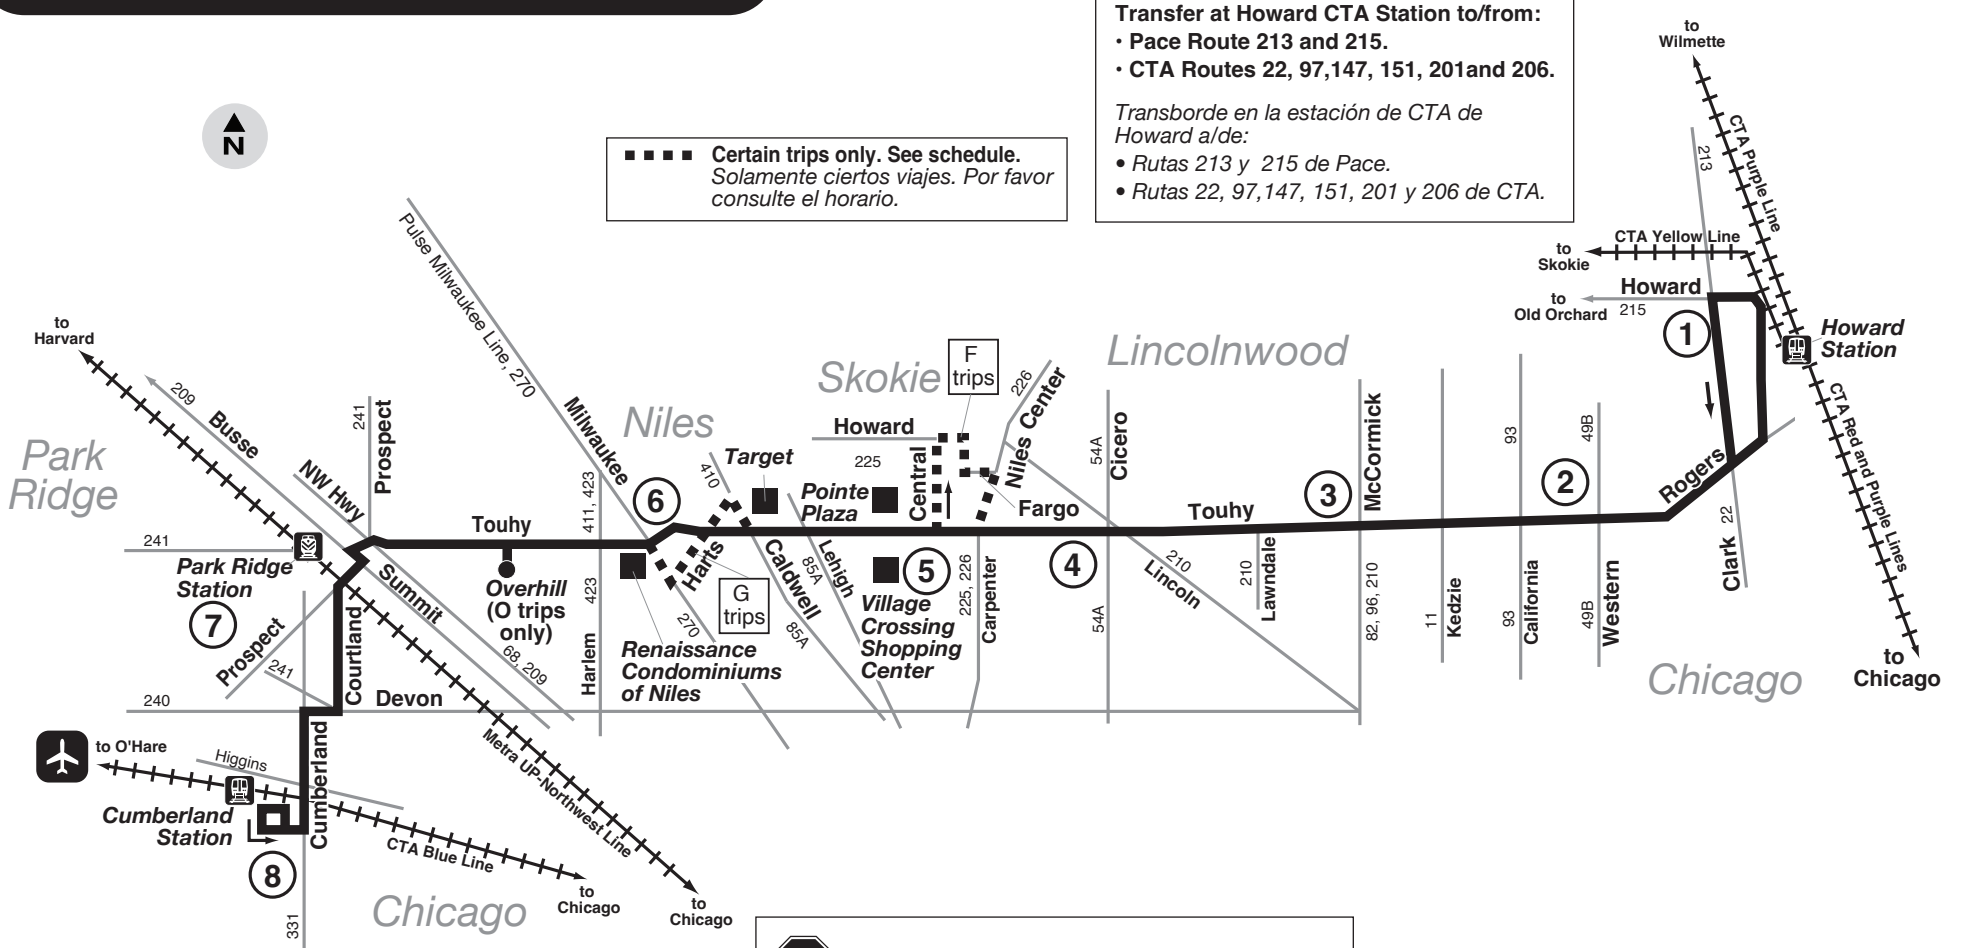 Transfer at Howard CTA Station to/from:
· Pace Route 213 and 215.
· CTA Routes 22, 97,147, 151, 201and 206.
Transborde en la estación de CTA de
Howard a/de:
• Rutas 213 y 215 de Pace.
• Rutas 22, 97,147, 151, 201 y 206 de CTA.
N
Certain trips only. See schedule.
Solamente ciertos viajes. Por favor
consulte el horario.
to
Wilmette
CTA Purple Line
213
CTA Yellow Line
to
Skokie
Howard
to
Old Orchard
215
1
Howard
Station
CTA Red and Purple Lines
to
Chicago
Rogers
Clark
22
Chicago
2
49B
Western
49B
93
California
93
Kedzie
11
McCormick
82, 96, 210
3
Touhy
Lawndale
210
Lincolnwood
Cicero
54A
54A
4
210
Lincoln
226
Niles Center
Fargo
F
trips
Skokie
Howard
225
Central
Carpenter
225, 226
Pointe
Plaza
5
Village
Crossing
Shopping
Center
Target
410
Lehigh
85A
Caldwell
85A
Niles
Harts
G
trips
6
Milwaukee
Pulse Milwaukee Line, 270
270
Renaissance
Condominiums
of Niles
411, 423
423
Harlem
Touhy
Overhill
(O trips
only)
Prospect
241
NW Hwy
Busse
209
to
Harvard
Park
Ridge
241
Park Ridge
Station
7
Summit
68, 209
Prospect
241
Courtland
Devon
240
Cumberland
to O'Hare
Higgins
Cumberland
Station
8
331
CTA Blue Line
to
Chicago
Metra UP-Northwest Line
to
Chicago
Chicago